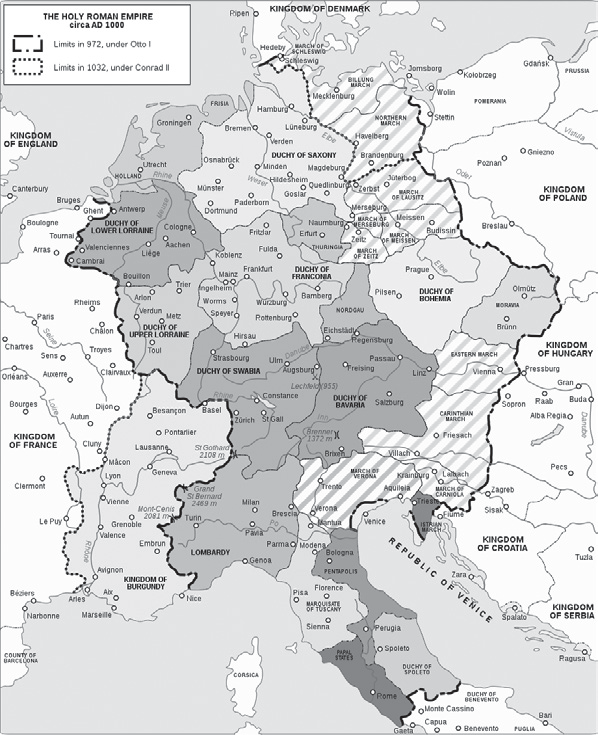 THE HOLY ROMAN EMPIRE
circa AD 1000
Limits in 972, under Otto I
Limits in 1032, under Conrad II
KINGDOM OF DENMARK
Ripen
Hedeby
MARCH OF
SCHLESWIG
Schleswig
BILLUNG
MARCH
Mecklenburg
Jomsborg
Wolin
Kolobrzeg
Gdańsk
PRUSSIA
POMERANIA
Stettin
NORTHERN
MARCH
Havelberg
Brandenburg
Vistula
FRISIA
Groningen
Hamburg
Lüneburg
Bremen
Verden
Elbe
KINGDOM
OF ENGLAND
Canterbury
Utrecht
HOLLAND
Rhine
Osnabrück
Minden
DUCHY OF SAXONY
Hildesheim
Magdeburg
Münster
Weser
Goslar
Quedlinburg
Paderborn
Dortmund
Zerbst
Jüterbog
MARCH
OF LAUSITZ
Poznan
Gniezno
Oder
KINGDOM
OF POLAND
Breslau
Merseburg
MARCH OF
MERSEBURG
Meissen
MARCH
OF MEISSEN
Budissin
Zeitz
MARCH
OF ZEITZ
Bruges
Ghent
Antwerp
DUCHY OF
LOWER LORRAINE
Meuse
Cologne
Aachen
Liège
Boulogne
Tournai
Arras
Valenciennes
Cambrai
Bouillon
Fritzlar
Naumburg
Erfurt
THURINGIA
Fulda
Koblenz
Frankfurt
Mainz
Ingelheim
DUCHY OF
FRANCONIA
Worms
Würzburg
Bamberg
Speyer
Rottenburg
Prague
Elbe
Pilsen
DUCHY OF
BOHEMIA
Olmütz
MORAVIA
Brünn
Trier
Arlon
Verdun
Metz
DUCHY OF
UPPER LORRAINE
Toul
Rheims
Châlon
Paris
Seine
Chartres
Sens
Troyes
Auxerre
Clairvaux
Orléans
Loire
Hirsau
NORDGAU
Eichstädt
Regensburg
Strasbourg
DUCHY OF SWABIA
Ulm
Danube
Augsburg
Lechfeld (955)
Freising
Passau
Linz
DUCHY OF
BAVARIA
Salzburg
Inn
Brenner
1372 m
Brixen
EASTERN MARCH
Vienna
KINGDOM
OF HUNGARY
Pressburg
Gran
Sopron
Raab
Buda
Alba Regia
Danube
CARINTHIAN
MARCH
Friesach
Villach
Pecs
Bourges
Autun
Dijon
Besançon
Basel
Rhine
Constance
Zürich
St Gall
Pontarier
Lausanne
St Gothard
2108 m
Cluny
Mâcon
Geneva
Lyon
KINGDOM
OF FRANCE
Clermont
Le Puy
Vienne
Grenoble
Valence
Rhône
Mont-Cenis
2081 m
Embrun
Grand
St Bernard
2469 m
Turin
Milan
Pavia
Po
Brescia
Parma
LOMBARDY
Genoa
Trento
MARCH OF
VERONA
Verona
Mantua
Modena
Venice
Aquileia
Krainburg
Laibach
MARCH OF
CARNIOLA
Trieste
Fiume
ISTRIAN
MARCH
Zagreb
Sisak
KINGDOM
OF CROATIA
Tuzla
REPUBLIC OF VENICE
Zara
Spalato
KINGDOM
OF SERBIA
Ragusa
Avignon
KINGDOM OF
BURGUNDY
Béziers
Narbonne
Arles
Aix
Marseille
Nice
COUNTY OF
BARCELONA
CORSICA
Bologna
PENTAPOLIS
Pisa
Florence
MARQUISATE
OF TUSCANY
Sienna
Perugia
Spoleto
DUCHY OF
SPOLETO
PAPAL
STATES
Rome
DUCHY OF
BENEVENTO
Monte Cassino
Capua
Gaeta
Benevento
Bari
PUGLIA